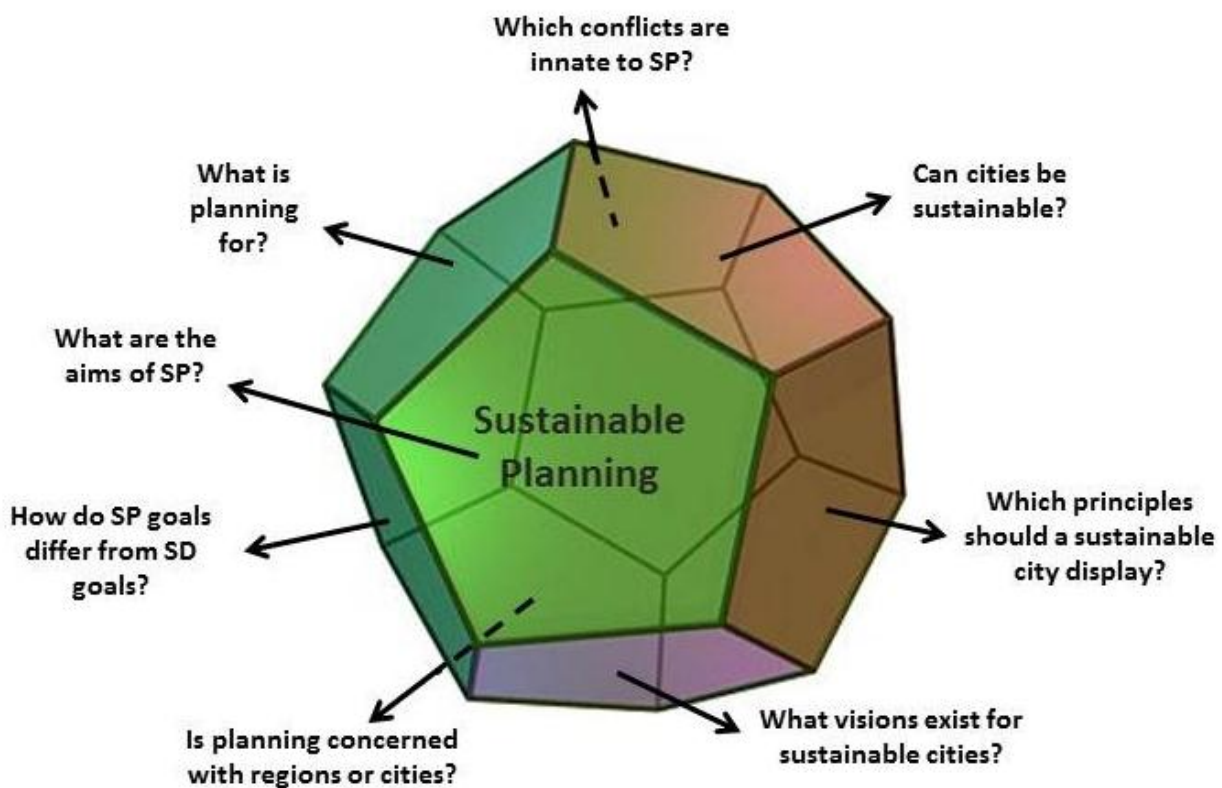 Which conflicts are
innate to SP?
What is
planning
for?
Can cities be
sustainable?
What are the
aims of SP?
Sustainable
Planning
How do SP goals
differ from SD
goals?
Which principles
should a sustainable
city display?
Is planning concerned
with regions or cities?
What visions exist for
sustainable cities?